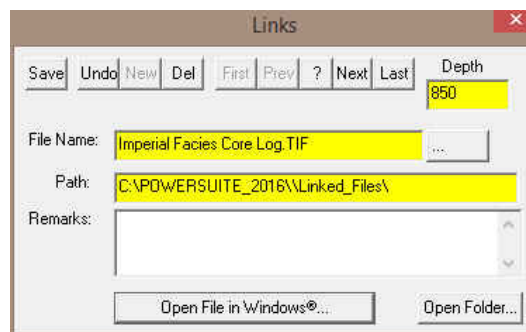 Links
Save Undo New Del First Prev ? Next Last Depth
850
File Name: Imperial Facies Core Log.TIF ...
Path: C:\POWERSUITE_2016\\Linked_Files\
Remarks:
Open File in Windows®... Open Folder...